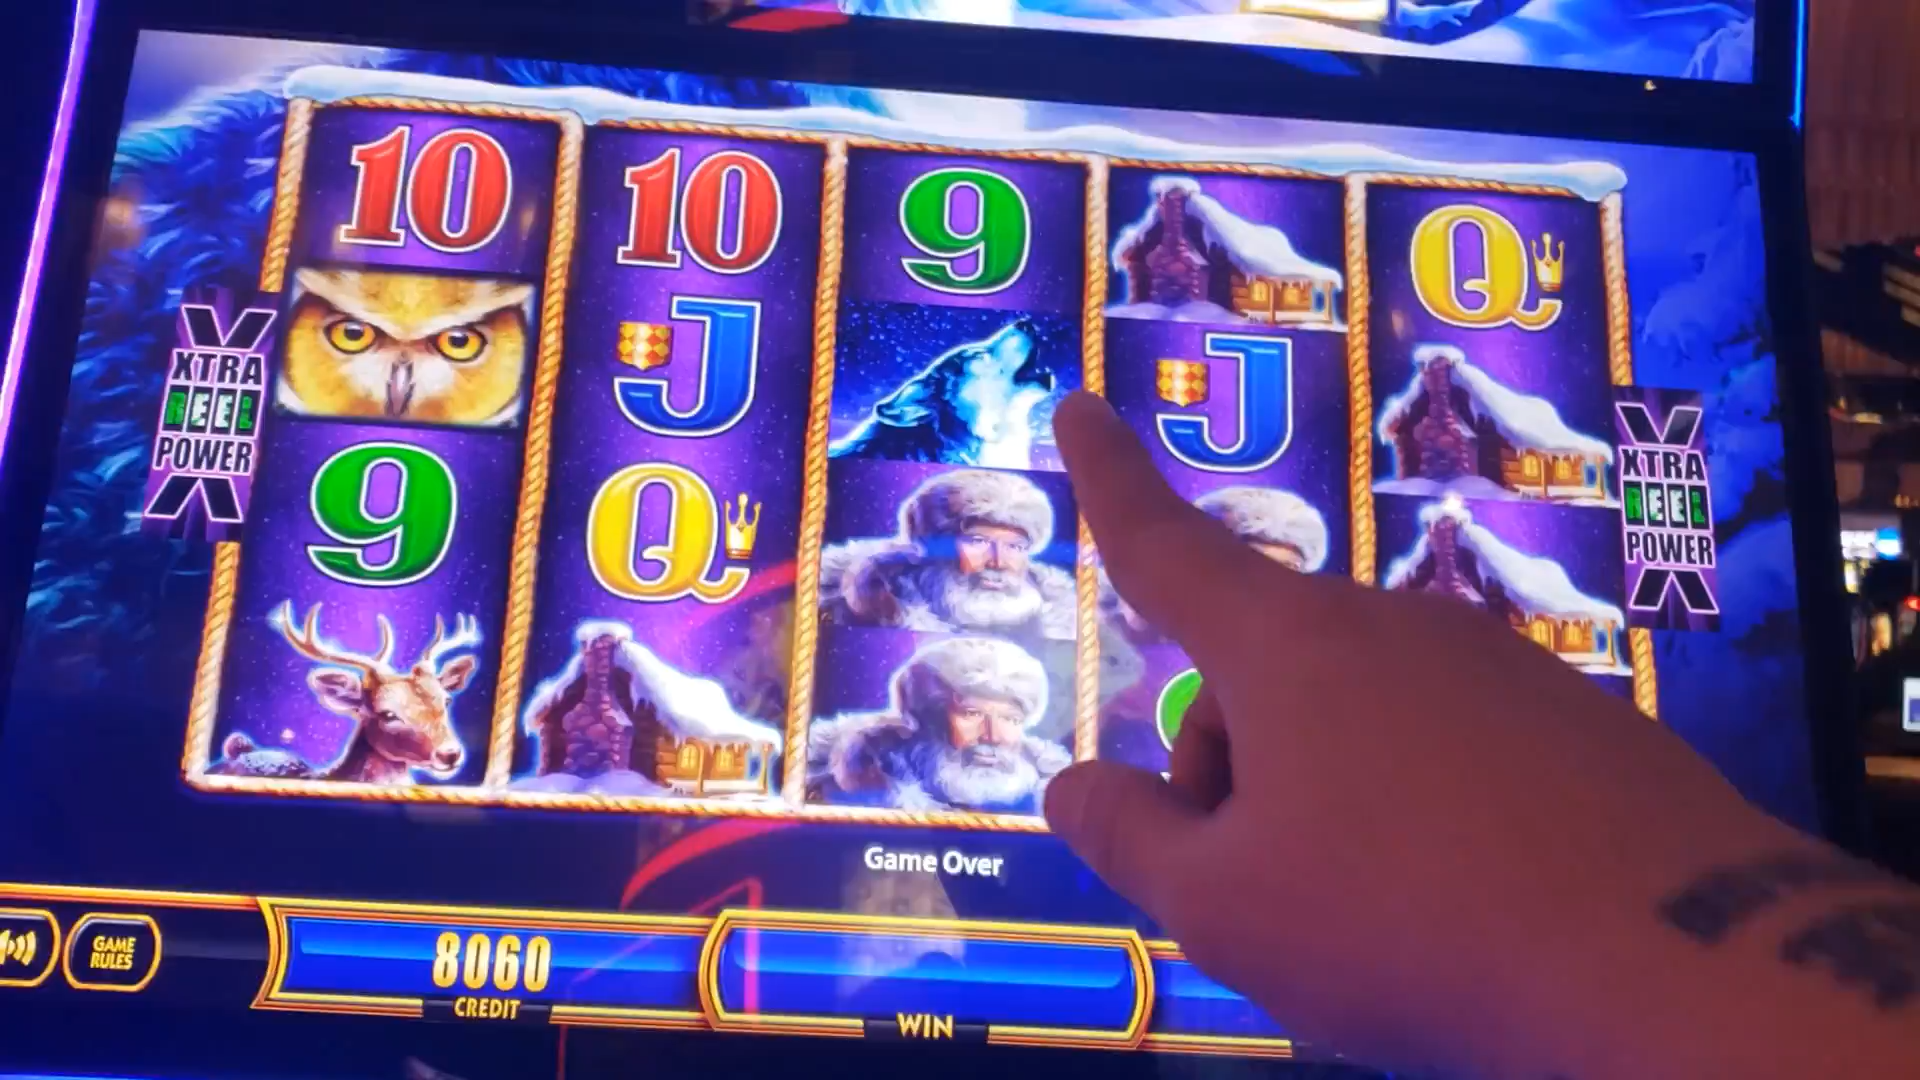 10
10
9
Q
XTRA
REEL
POWER
J
J
XTRA
REEL
POWER
9
Q
Game Over
GAME
RULES
8060
CREDIT
WIN